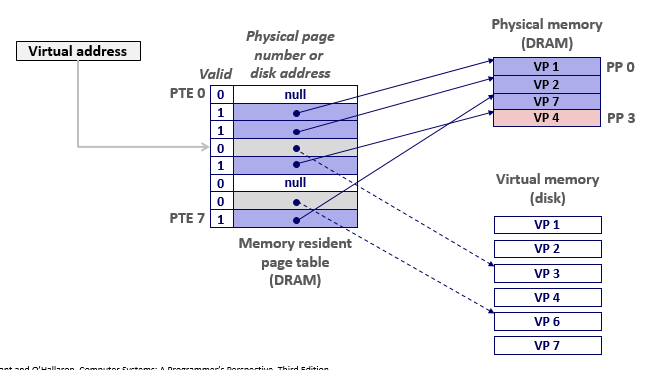 Virtual address
Physical page
number or
disk address
Valid
PTE 0
0 null
1
1
0
1
0 null
0
PTE 7 1
Memory resident
page table
(DRAM)
Physical memory
(DRAM)
VP 1 PP 0
VP 2
VP 7
VP 4 PP 3
Virtual memory
(disk)
VP 1
VP 2
VP 3
VP 4
VP 6
VP 7
and O'Hallaron, Computer Systems: A Programmer's Perspective, Third Edition